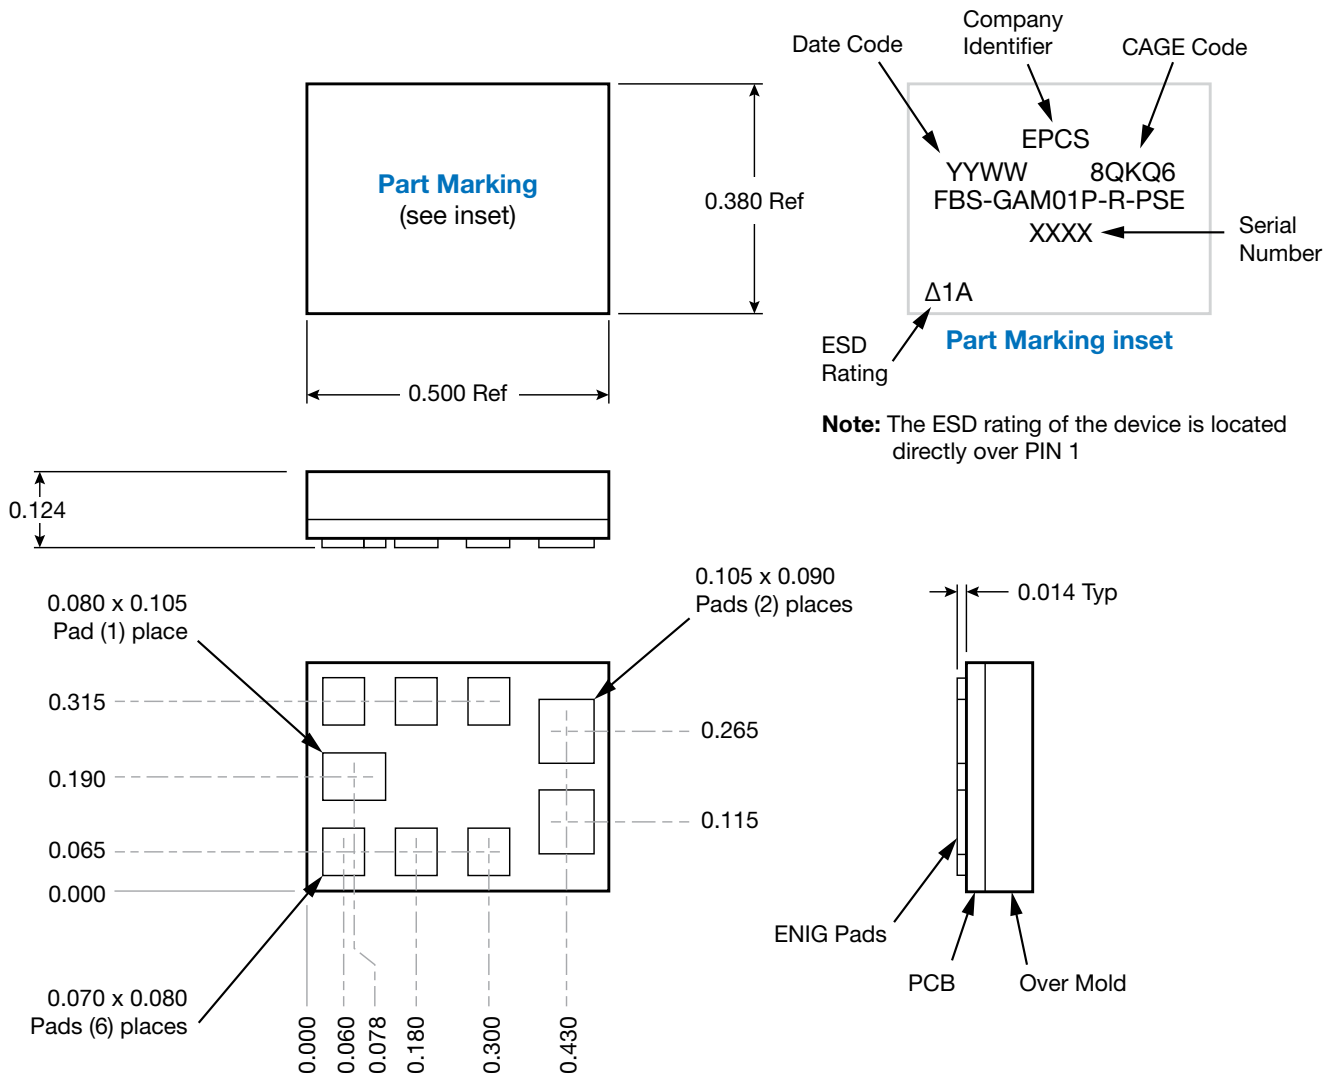 Company
Identifier
Date Code
CAGE Code
EPCS
YYWW 8QKQ6
FBS-GAM01P-R-PSE
XXXX
Serial
Number
Δ1A
ESD
Rating
Part Marking inset
Note: The ESD rating of the device is located
directly over PIN 1
Part Marking
(see inset)
0.380 Ref
0.500 Ref
0.124
0.080 x 0.105
Pad (1) place
0.105 x 0.090
Pads (2) places
0.014 Typ
0.315
0.190
0.065
0.000
0.265
0.115
0.070 x 0.080
Pads (6) places
0.000
0.060
0.078
0.180
0.300
0.430
ENIG Pads
PCB
Over Mold